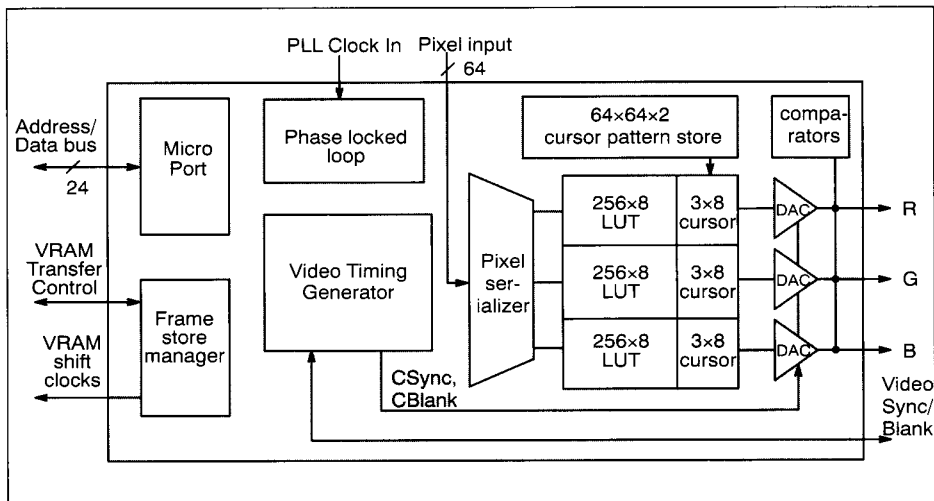 PLL Clock In
Pixel input
64
Address/
Data bus
24
Micro
Port
Phase locked
loop
64×64×2
cursor pattern store
compa-
rators
VRAM
Transfer
Control
VRAM
shift
clocks
Frame
store
manager
Video Timing
Generator
Pixel
ser-
ializer
256×8
LUT
3×8
cursor
DAC
R
256×8
LUT
3×8
cursor
DAC
G
256×8
LUT
3×8
cursor
DAC
B
CSync,
CBlank
Video
Sync/
Blank